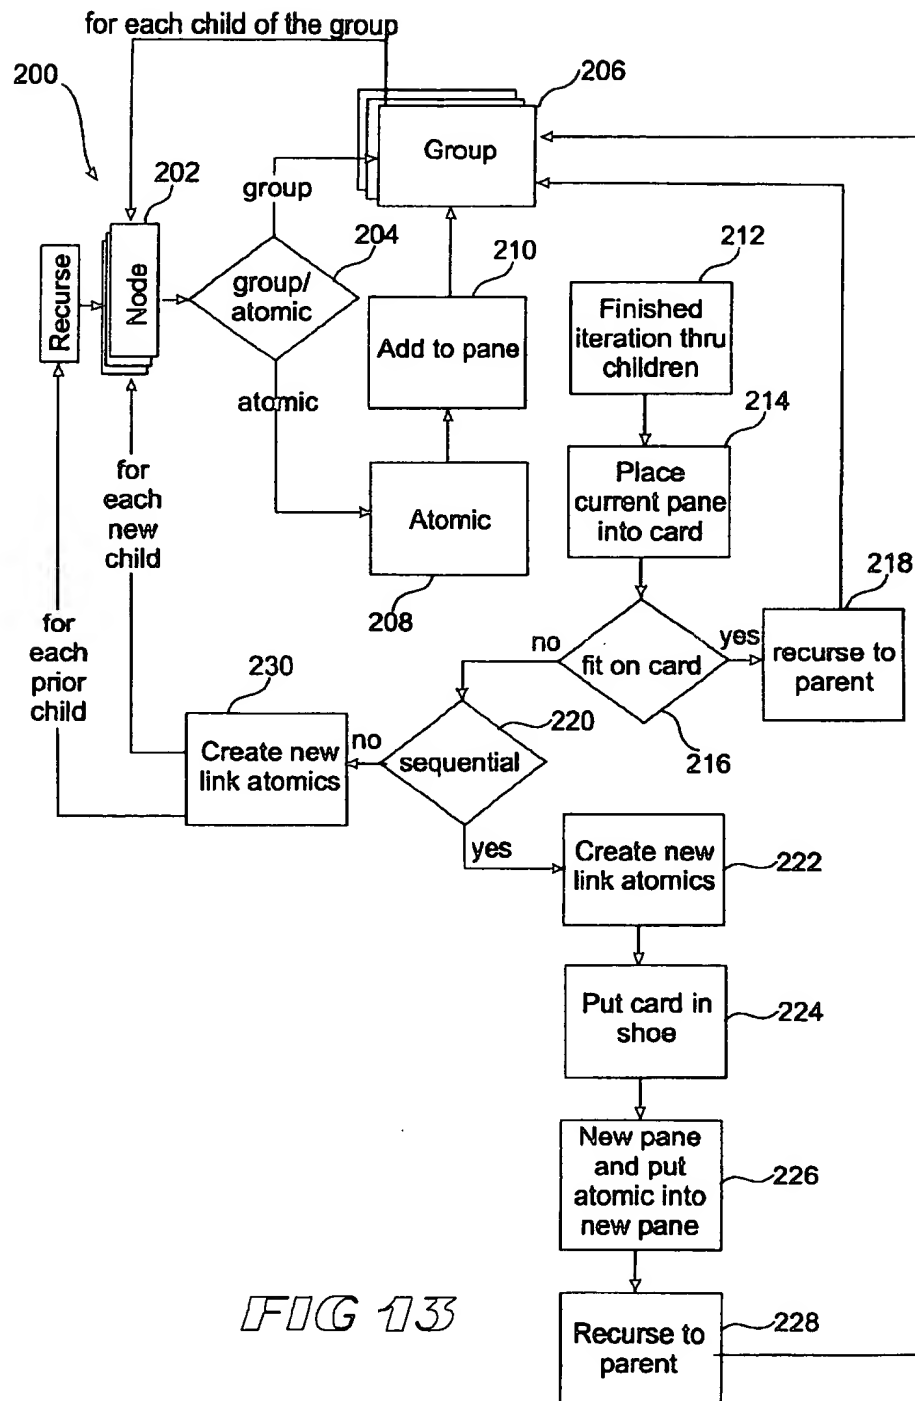 for each child of the group
200
206
Group
202
group
204
Recurse
Node
group/
atomic
210
212
Add to pane
Finished
iteration thru
children
atomic
214
for
each
new
child
Atomic
Place
current pane
into card
208
218
for
each
prior
child
no
fit on card
yes
recurse to
parent
230
220
216
Create new
link atomics
no
sequential
yes
Create new
link atomics
222
Put card in
shoe
224
New pane
and put
atomic into
new pane
226
FIG 13
Recurse to
parent
228